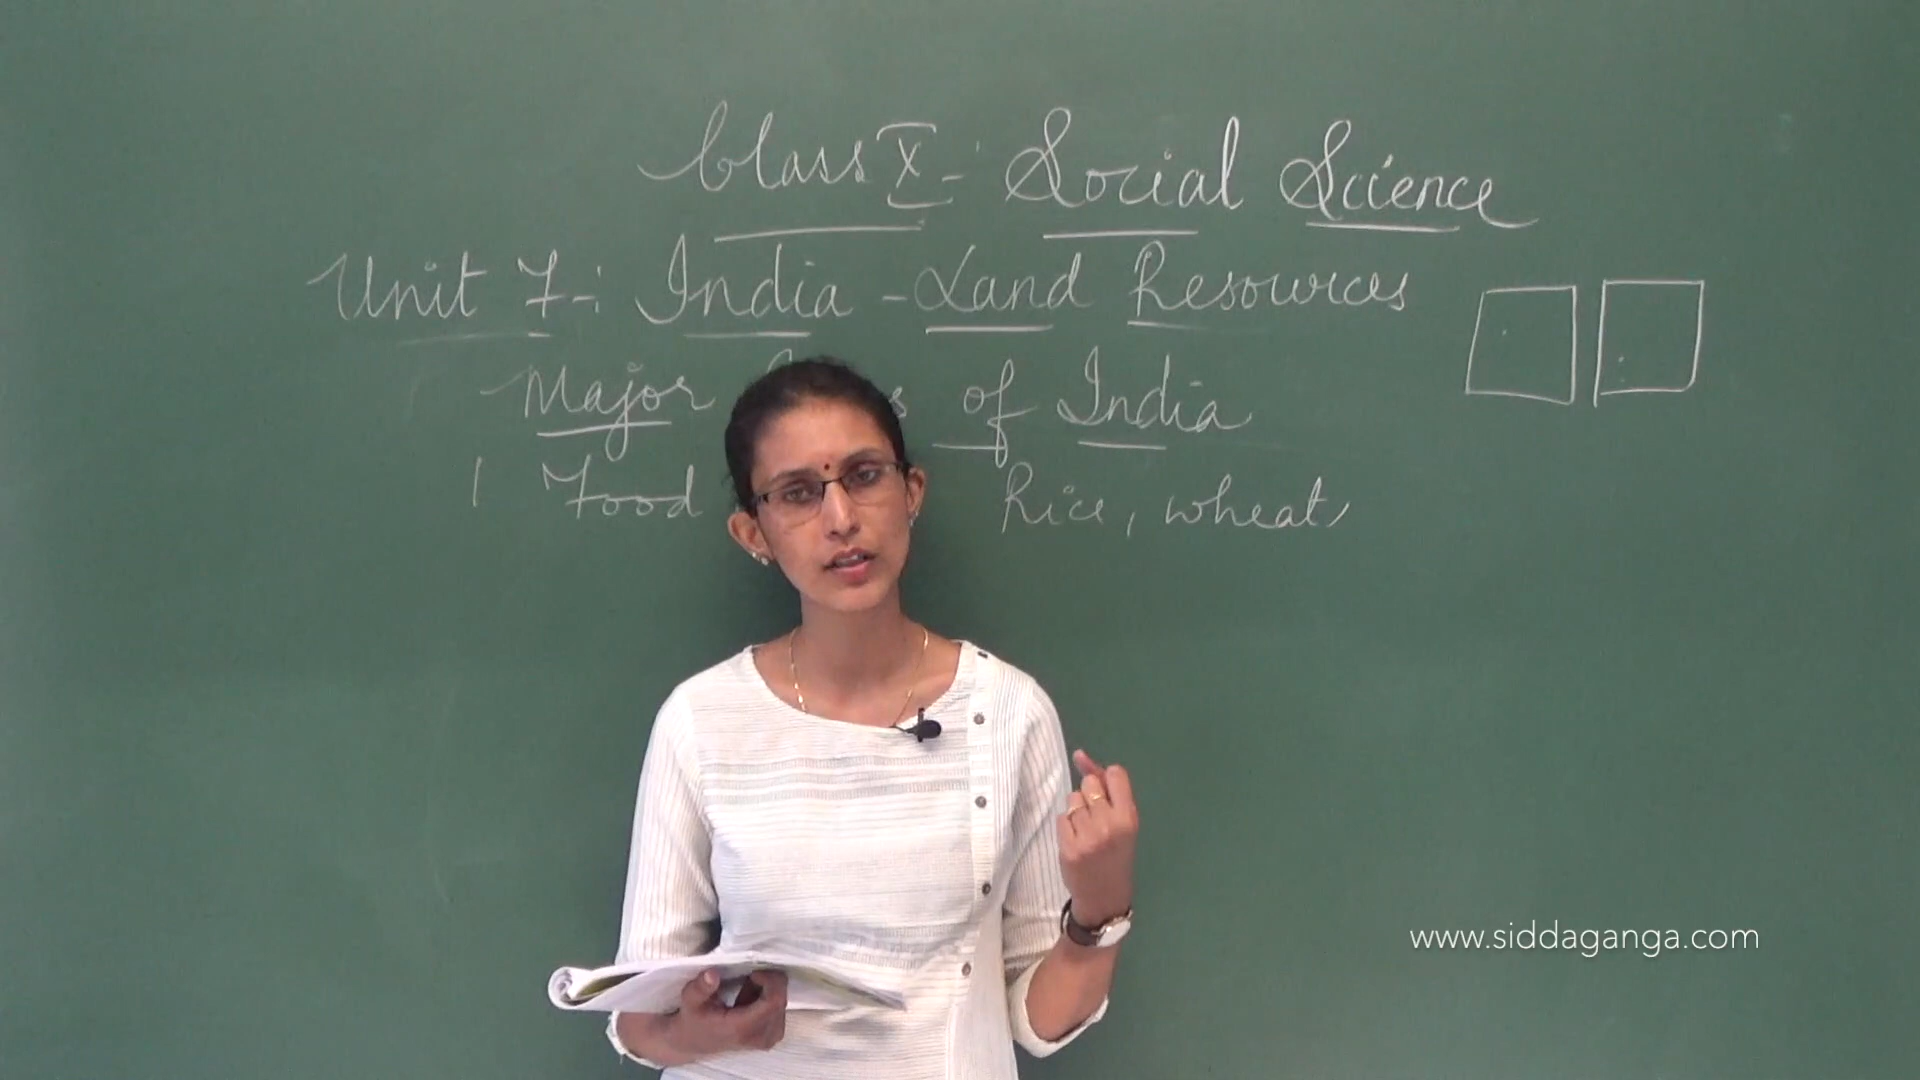 Class X : Social Science
Unit 7 : India - Land Resources
Major of India
1 Food Rice, wheat,
www.siddaganga.com